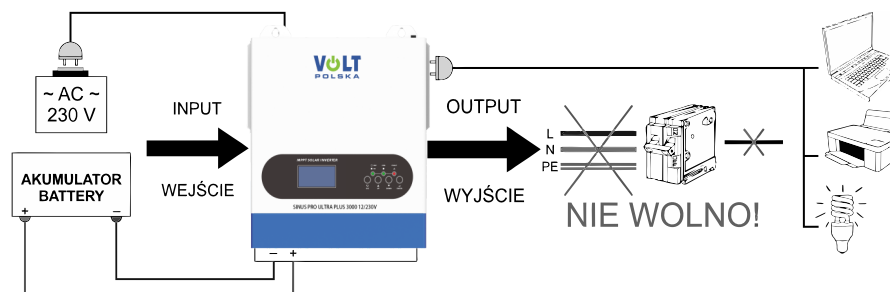 ~ AC ~
230 V
INPUT
WEJŚCIE
AKUMULATOR
BATTERY
+ –
VOLT
POLSKA
MPPT SOLAR INVERTER
SINUS PRO ULTRA PLUS 3000 12/230V
– +
OUTPUT
WYJŚCIE
L
N
PE
NIE WOLNO!